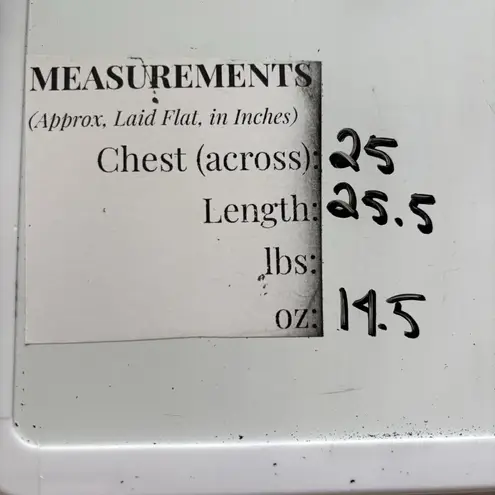 MEASUREMENTS
(Approx, Laid Flat, in Inches)
Chest (across): 25
Length: 25.5
lbs:
oz: 14.5